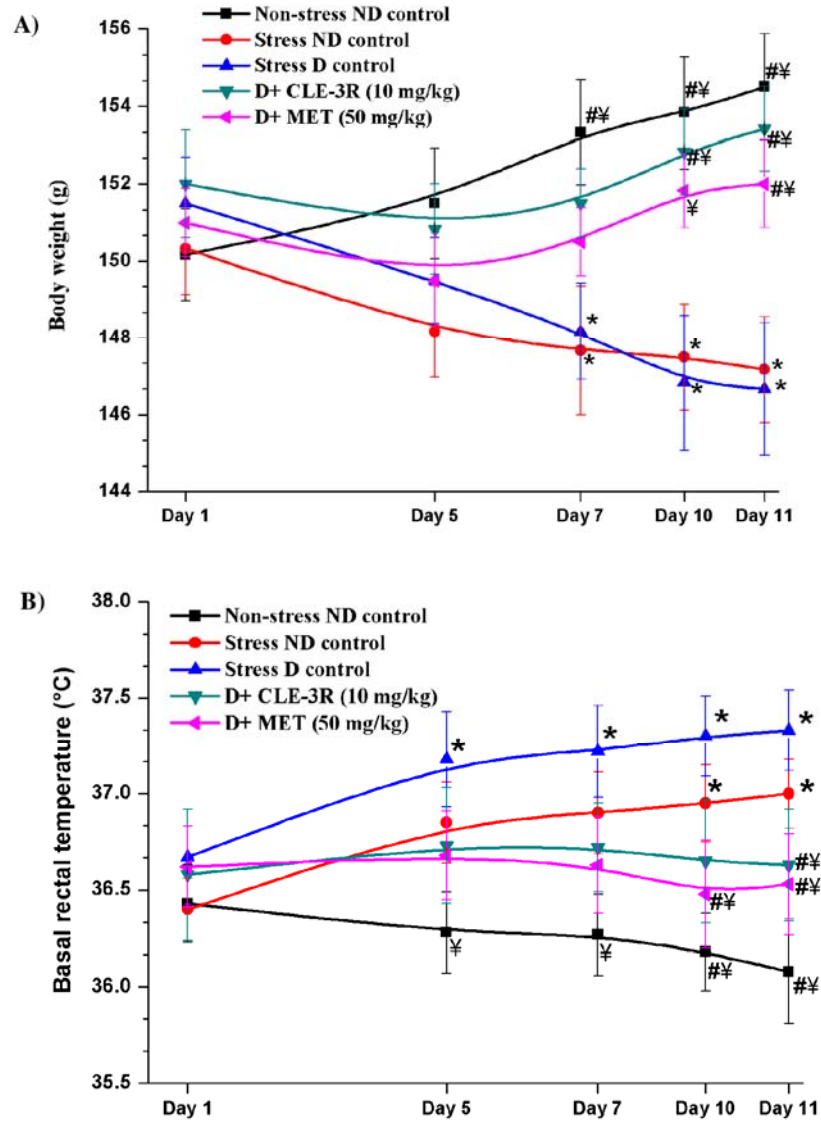 A)
Non-stress ND control
Stress ND control
Stress D control
D+ CLE-3R (10 mg/kg)
D+ MET (50 mg/kg)
Body weight (g)
156
154
152
150
148
146
144
#¥
#¥
#¥
#¥
#¥
¥
#¥
*
*
*
*
*
*
Day 1
Day 5
Day 7
Day 10
Day 11
B)
Non-stress ND control
Stress ND control
Stress D control
D+ CLE-3R (10 mg/kg)
D+ MET (50 mg/kg)
Basal rectal temperature (°C)
38.0
37.5
37.0
36.5
36.0
35.5
*
*
*
*
*
*
#¥
#¥
#¥
¥
¥
#¥
#¥
Day 1
Day 5
Day 7
Day 10
Day 11